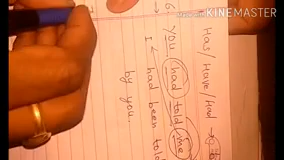 KINEMASTER
Has/Have/Had →
You had told me
I ← had been told
by you.